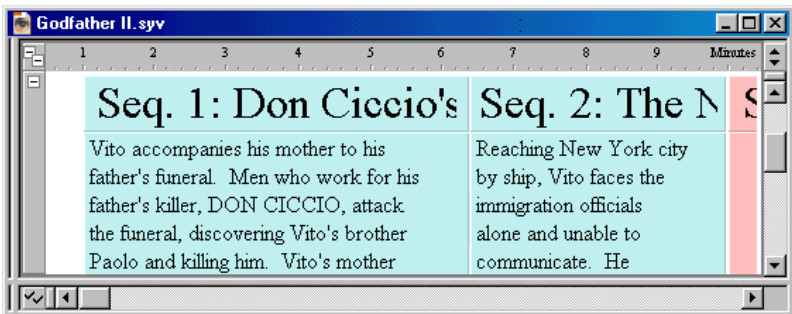 Godfather II.syv
1 2 3 4 5 6 7 8 9 Minutes
Seq. 1: Don Ciccio's
Vito accompanies his mother to his
father's funeral. Men who work for his
father's killer, DON CICCIO, attack
the funeral, discovering Vito's brother
Paolo and killing him. Vito's mother
Seq. 2: The N
Reaching New York city
by ship, Vito faces the
immigration officials
alone and unable to
communicate. He
S